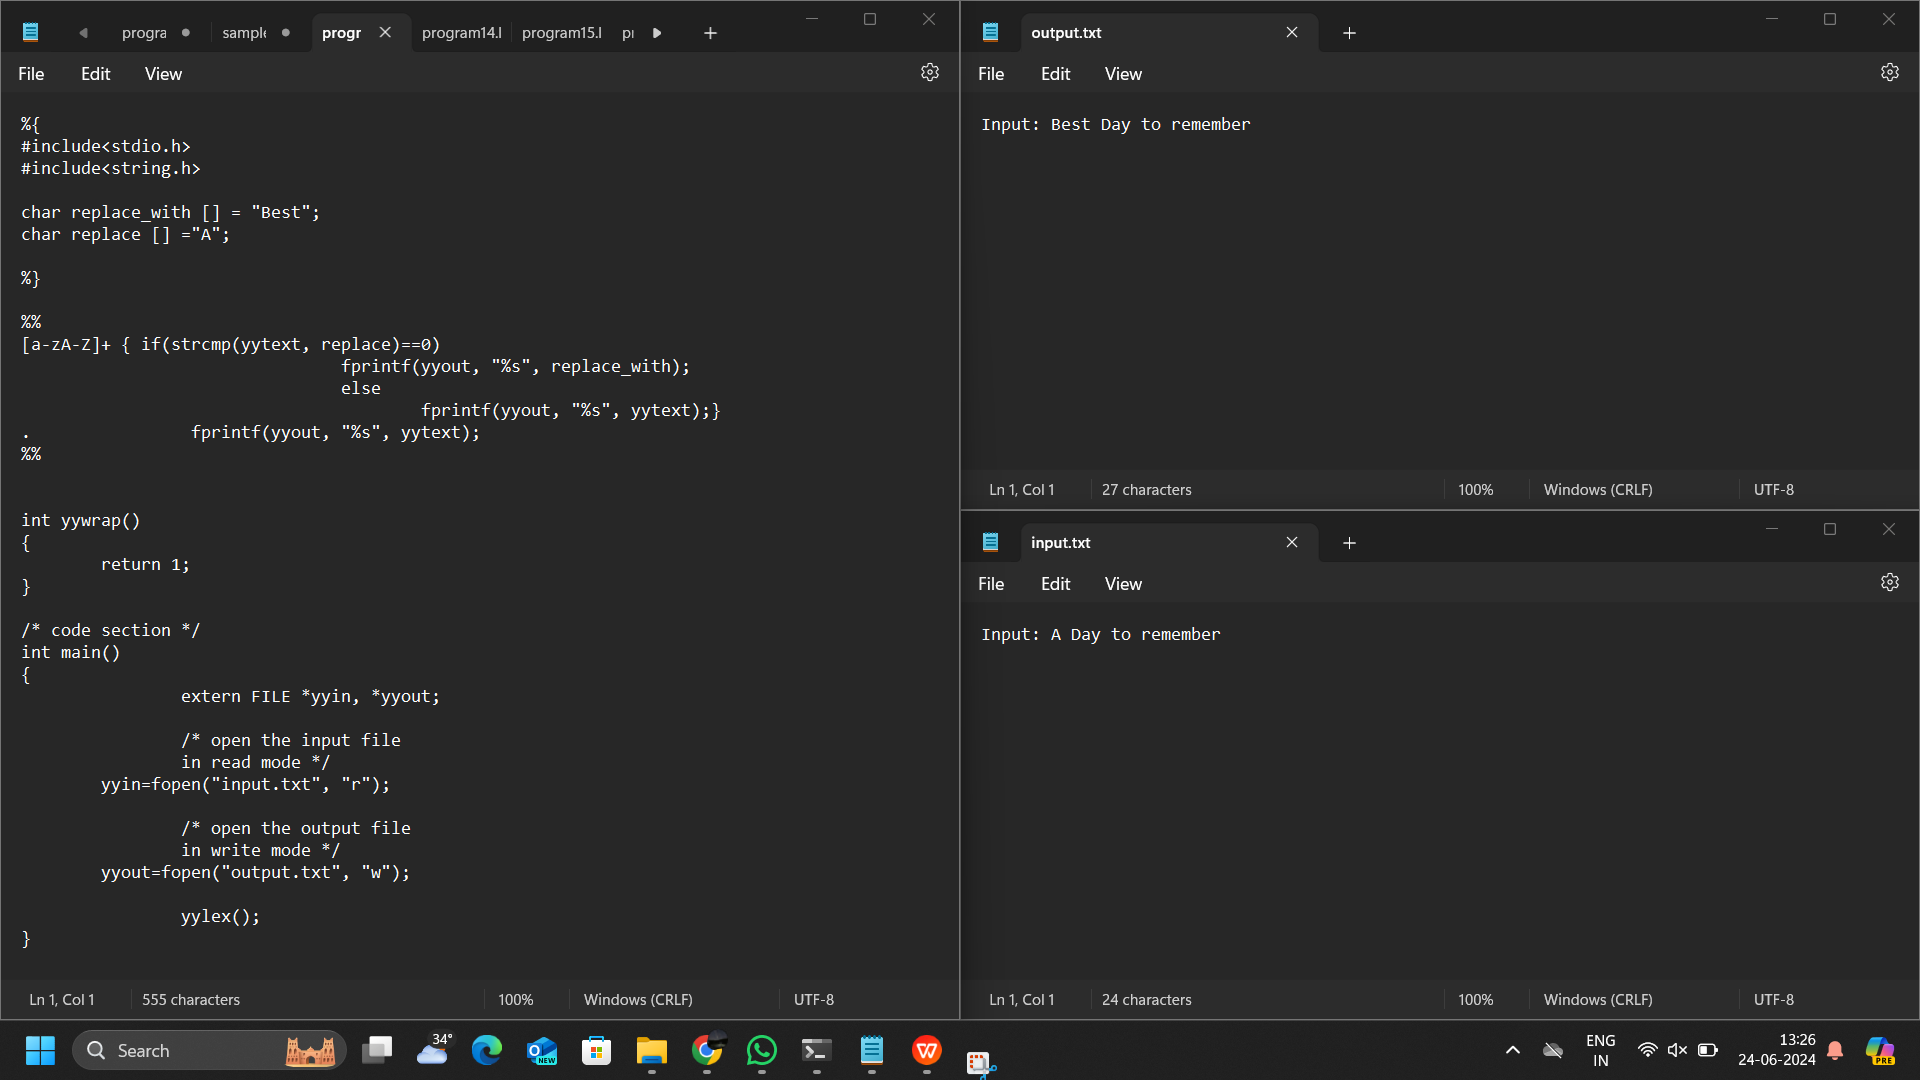 progra
sample
progr
program14.l
program15.l
File Edit View
%{
#include<stdio.h>
#include<string.h>
char replace_with [] = "Best";
char replace [] ="A";
%}
%%
[a-zA-Z]+ { if(strcmp(yytext, replace)==0)
fprintf(yyout, "%s", replace_with);
else
fprintf(yyout, "%s", yytext);}
. fprintf(yyout, "%s", yytext);
%%
int yywrap()
{
return 1;
}
/* code section */
int main()
{
extern FILE *yyin, *yyout;
/* open the input file
in read mode */
yyin=fopen("input.txt", "r");
/* open the output file
in write mode */
yyout=fopen("output.txt", "w");
yylex();
}
Ln 1, Col 1 555 characters 100% Windows (CRLF) UTF-8
output.txt
File Edit View
Input: Best Day to remember
Ln 1, Col 1 27 characters 100% Windows (CRLF) UTF-8
input.txt
File Edit View
Input: A Day to remember
Ln 1, Col 1 24 characters 100% Windows (CRLF) UTF-8
Search
34°
NEW
ENG
IN
13:26
24-06-2024
PRE